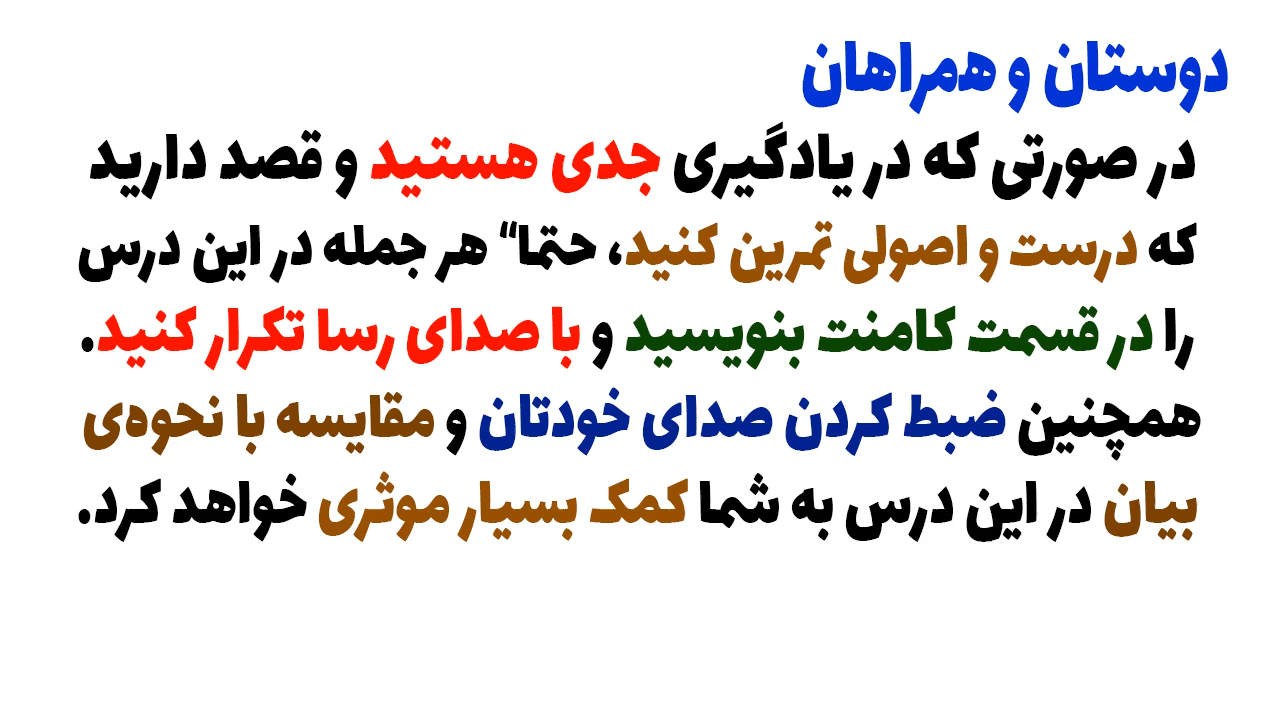 دوستان و همراهان
در صورتی که در یادگیری جدی هستید و قصد دارید
که درست و اصولی تمرین کنید، حتما“ هر جمله در این درس
را در قسمت کامنت بنویسید و با صدای رسا تکرار کنید.
همچنین ضبط کردن صدای خودتان و مقایسه با نحوه‌ی
بیان در این درس به شما کمک بسیار موثری خواهد کرد.